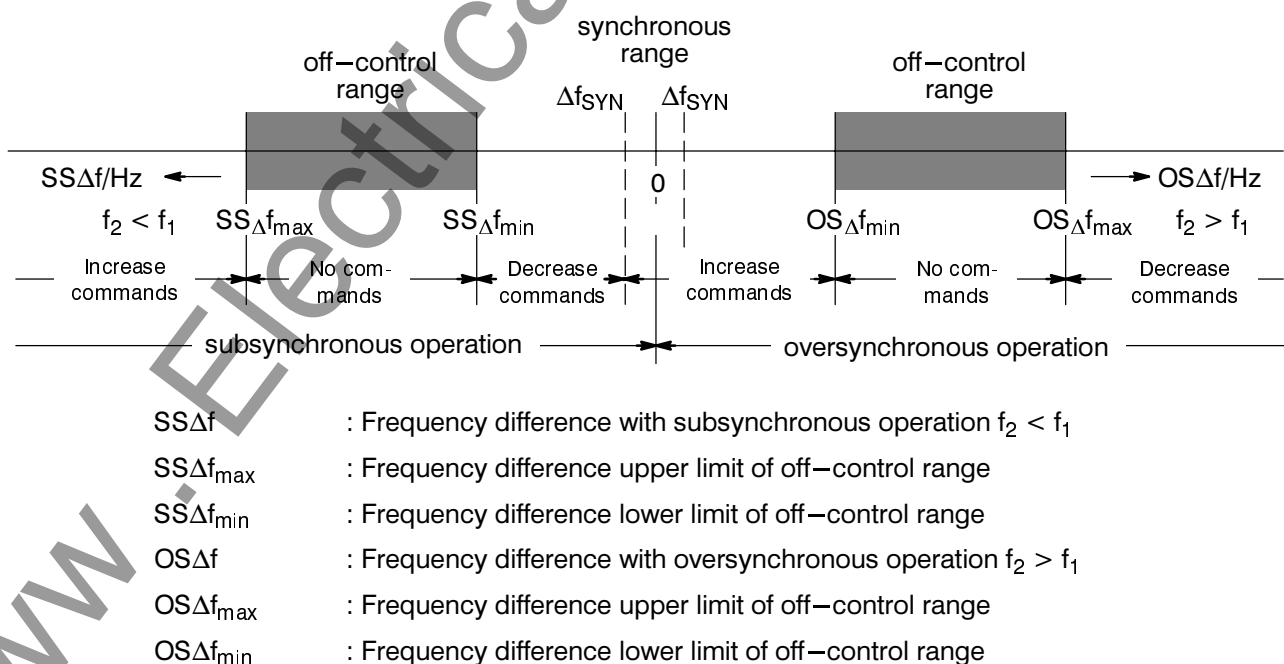 synchronous
range
off−control
range
off−control
range
ΔfSYN ΔfSYN
SSΔf/Hz 0 OSΔf/Hz
f2 < f1 SSΔfmax SSΔfmin OSΔfmin OSΔfmax f2 > f1
Increase
commands
No com-
mands
Decrease
commands
Increase
commands
No com-
mands
Decrease
commands
subsynchronous operation oversynchronous operation
SSΔf : Frequency difference with subsynchronous operation f2 < f1
SSΔfmax : Frequency difference upper limit of off−control range
SSΔfmin : Frequency difference lower limit of off−control range
OSΔf : Frequency difference with oversynchronous operation f2 > f1
OSΔfmax : Frequency difference upper limit of off−control range
OSΔfmin : Frequency difference lower limit of off−control range